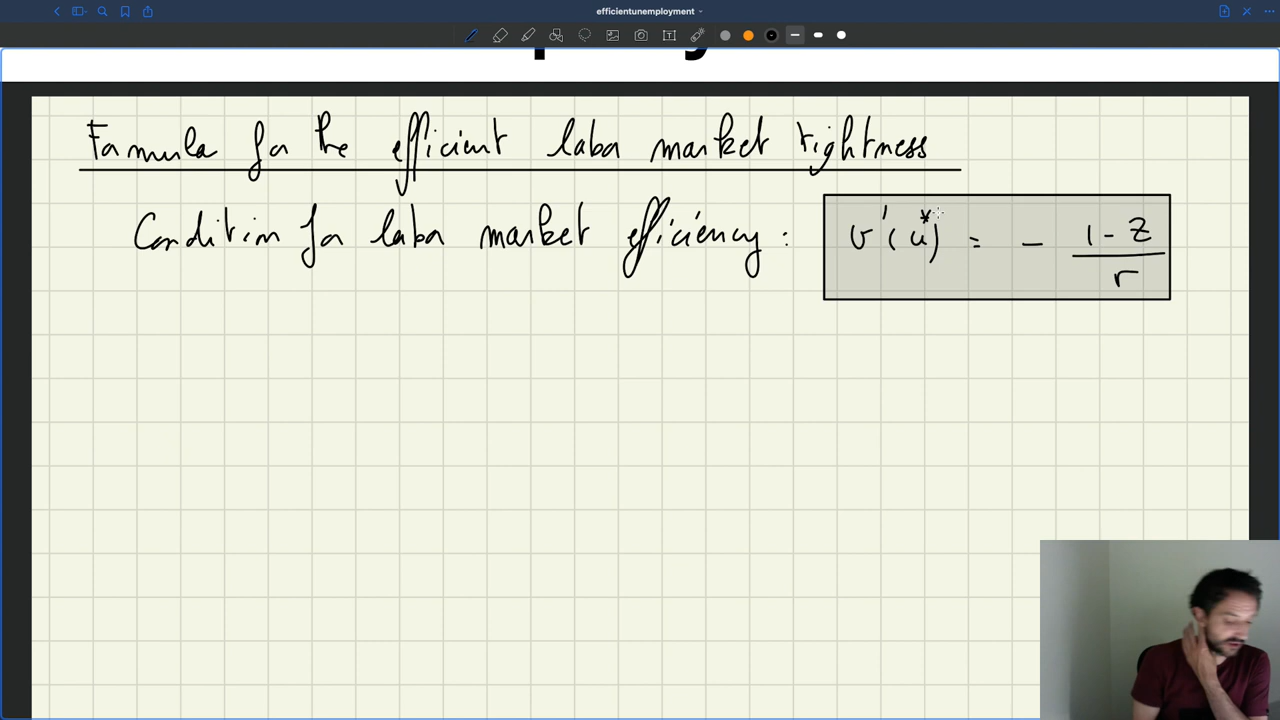 efficientunemployment
Formula for the efficient labor market tightness
Condition for labor market efficiency : v'(u*) = - (1 - z) / r